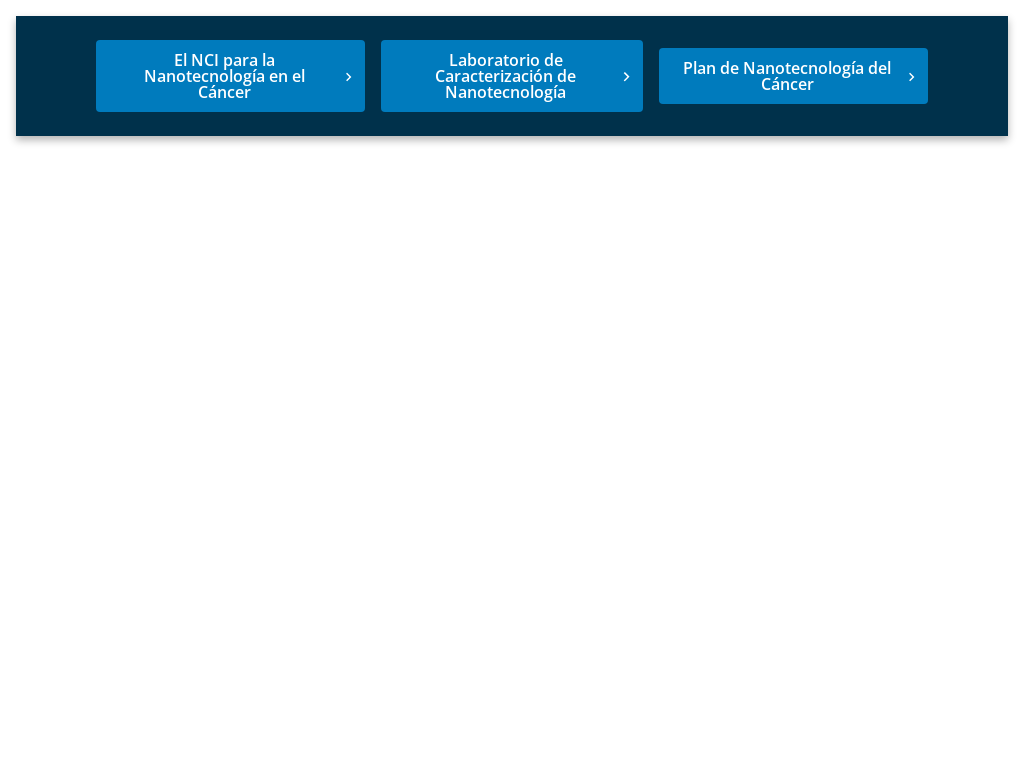 El NCI para la
Nanotecnología en el
Cáncer
Laboratorio de
Caracterización de
Nanotecnología
Plan de Nanotecnología del
Cáncer